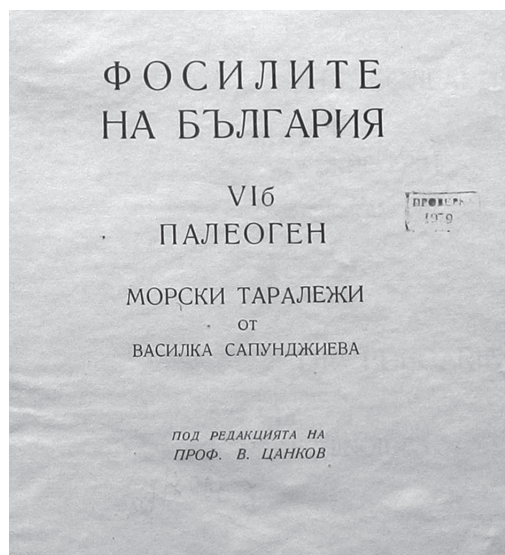 ФОСИЛИТЕ
НА БЪЛГАРИЯ
VIб
ПАЛЕОГЕН
МОРСКИ ТАРАЛЕЖИ
ОТ
ВАСИЛКА САПУНДЖИЕВА
ПОД РЕДАКЦИЯТА НА
ПРОФ. В. ЦАНКОВ